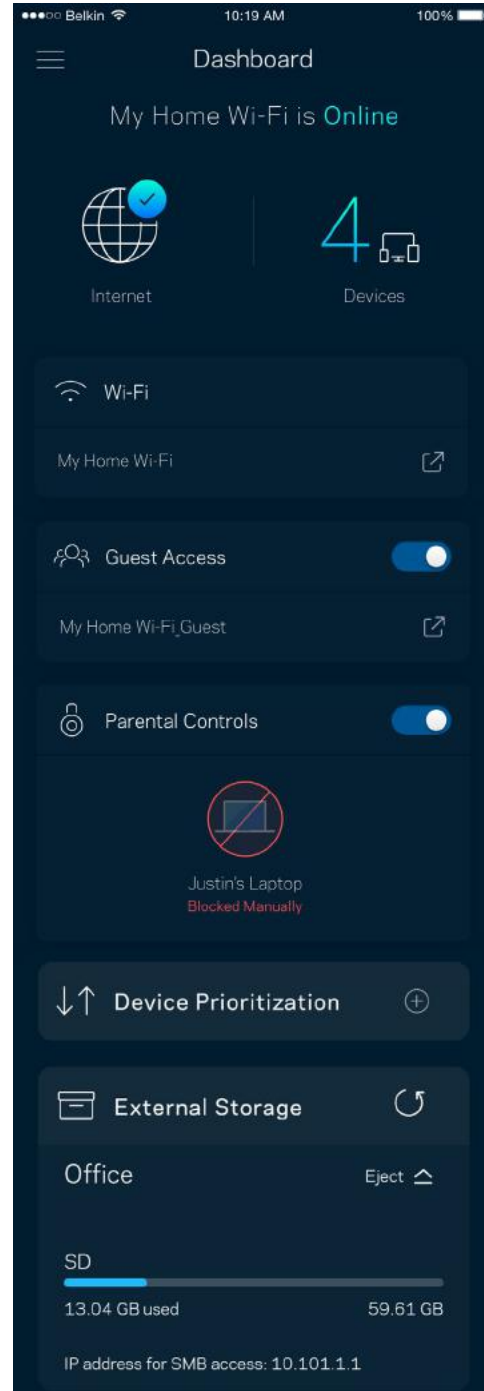 Belkin 10:19 AM 100%
Dashboard
My Home Wi-Fi is Online
4
Internet Devices
Wi-Fi
My Home Wi-Fi
Guest Access
My Home Wi-Fi_Guest
Parental Controls
Justin's Laptop
Blocked Manually
Device Prioritization
External Storage
Office Eject
SD
13.04 GB used 59.61 GB
IP address for SMB access: 10.101.1.1